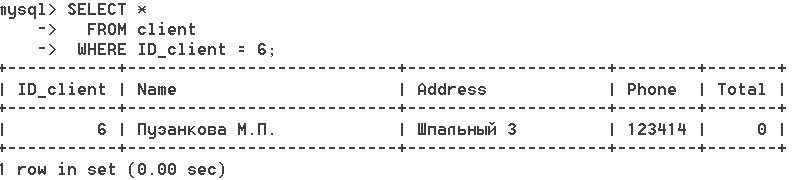 mysql> SELECT *
    ->   FROM client
    ->  WHERE ID_client = 6;
+-----------+--------------------------+-------------------+--------+-------+
| ID_client | Name                     | Address           | Phone  | Total |
+-----------+--------------------------+-------------------+--------+-------+
|         6 | Пузанкова М.П.           | Шпальный 3        | 123414 |     0 |
+-----------+--------------------------+-------------------+--------+-------+
1 row in set (0.00 sec)